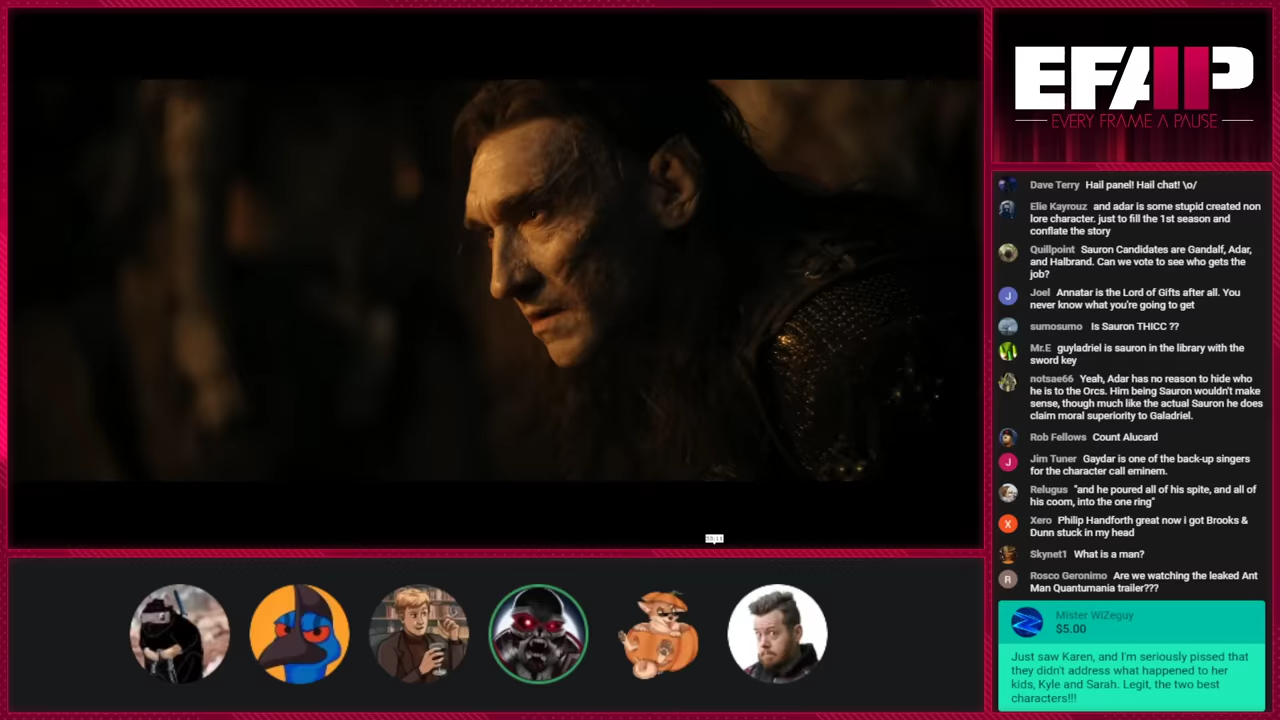 EFAP
EVERY FRAME A PAUSE
Dave Terry Hail panel! Hail chat! \o/
Elie Kayrouz and adar is some stupid created non
lore character. just to fill the 1st season and
conflate the story
Quillpoint Sauron Candidates are Gandalf, Adar,
and Halbrand. Can we vote to see who gets the
job?
J
Joel Annatar is the Lord of Gifts after all. You
never know what you're going to get
sumosumo Is Sauron THICC ??
Mr.E guyladriel is sauron in the library with the
sword key
notsae66 Yeah, Adar has no reason to hide who
he is to the Orcs. Him being Sauron wouldn't make
sense, though much like the actual Sauron he does
claim moral superiority to Galadriel.
Rob Fellows Count Alucard
J
Jim Tuner Gaydar is one of the back-up singers
for the character call eminem.
Relugus "and he poured all of his spite, and all of
his coom, into the one ring"
X
Xero Philip Handforth great now i got Brooks &
Dunn stuck in my head
Skynet1 What is a man?
R
Rosco Geronimo Are we watching the leaked Ant
Man Quantumania trailer???
Mister WiZeguy
$5.00
Just saw Karen, and I'm seriously pissed that
they didn't address what happened to her
kids, Kyle and Sarah. Legit, the two best
characters!!!